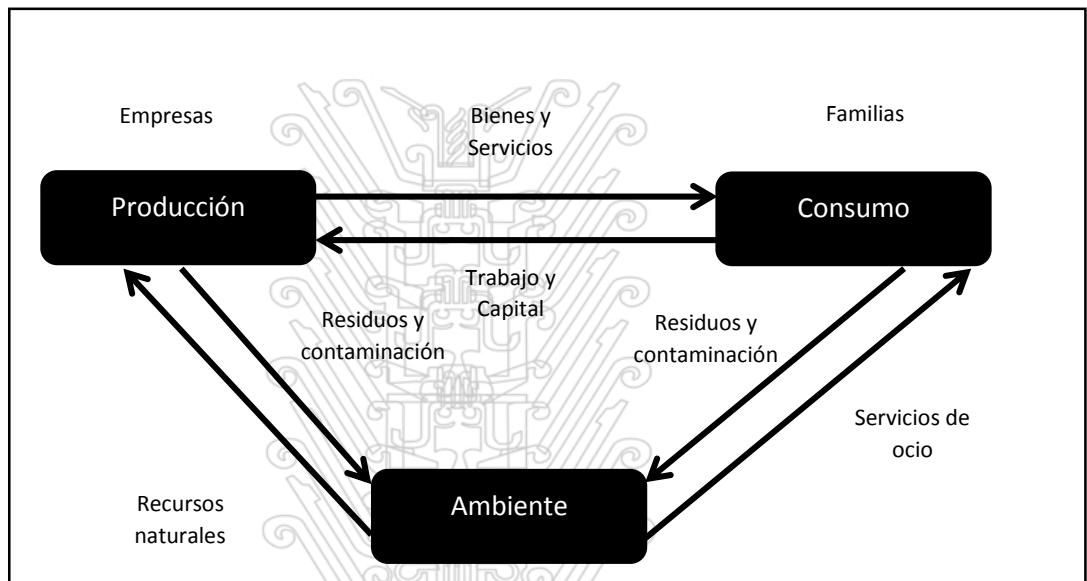 Empresas
Bienes y
Servicios
Familias
Producción
Consumo
Trabajo y
Capital
Residuos y
contaminación
Residuos y
contaminación
Servicios de
ocio
Recursos
naturales
Ambiente